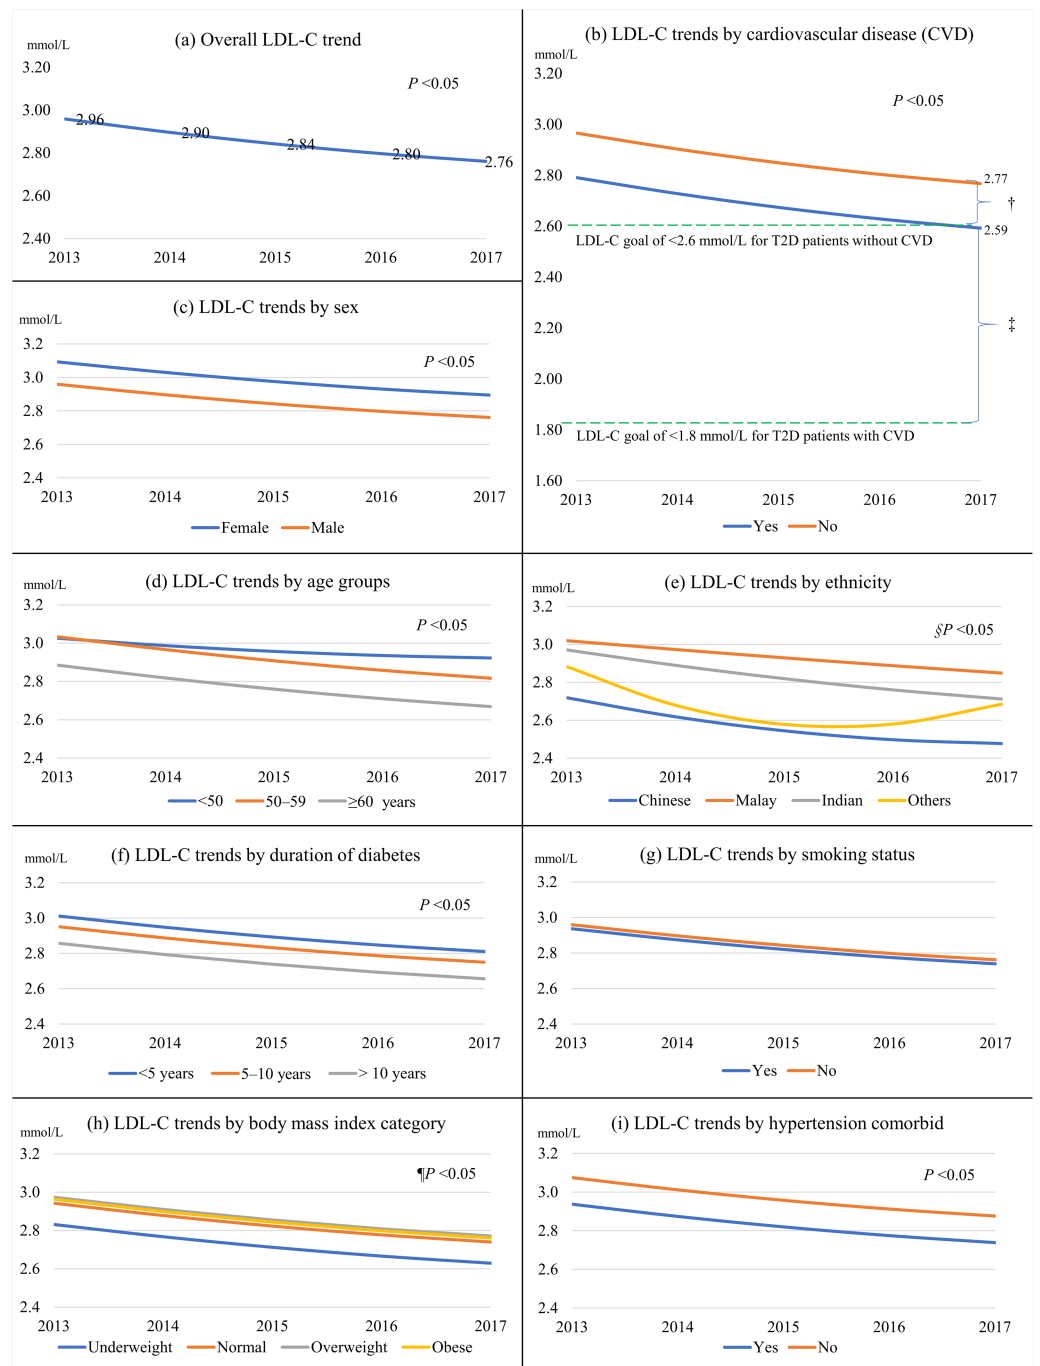 (a) Overall LDL-C trend
mmol/L
3.20
3.00
2.80
2.60
2.40
P <0.05
2.96
2.90
2.84
2.80
2.76
2013 2014 2015 2016 2017
(b) LDL-C trends by cardiovascular disease (CVD)
mmol/L
3.20
3.00
2.80
2.60
2.40
2.20
2.00
1.80
1.60
P <0.05
2.77
†
2.59
LDL-C goal of <2.6 mmol/L for T2D patients without CVD
‡
LDL-C goal of <1.8 mmol/L for T2D patients with CVD
2013 2014 2015 2016 2017
Yes No
(c) LDL-C trends by sex
mmol/L
3.2
3.0
2.8
2.6
2.4
P <0.05
2013 2014 2015 2016 2017
Female Male
(d) LDL-C trends by age groups
mmol/L
3.2
3.0
2.8
2.6
2.4
P <0.05
2013 2014 2015 2016 2017
<50 50–59 ≥60 years
(e) LDL-C trends by ethnicity
mmol/L
3.2
3.0
2.8
2.6
2.4
§P <0.05
2013 2014 2015 2016 2017
Chinese Malay Indian Others
(f) LDL-C trends by duration of diabetes
mmol/L
3.2
3.0
2.8
2.6
2.4
P <0.05
2013 2014 2015 2016 2017
<5 years 5–10 years > 10 years
(g) LDL-C trends by smoking status
mmol/L
3.2
3.0
2.8
2.6
2.4
2013 2014 2015 2016 2017
Yes No
(h) LDL-C trends by body mass index category
mmol/L
3.2
3.0
2.8
2.6
2.4
¶P <0.05
2013 2014 2015 2016 2017
Underweight Normal Overweight Obese
(i) LDL-C trends by hypertension comorbid
mmol/L
3.2
3.0
2.8
2.6
2.4
P <0.05
2013 2014 2015 2016 2017
Yes No